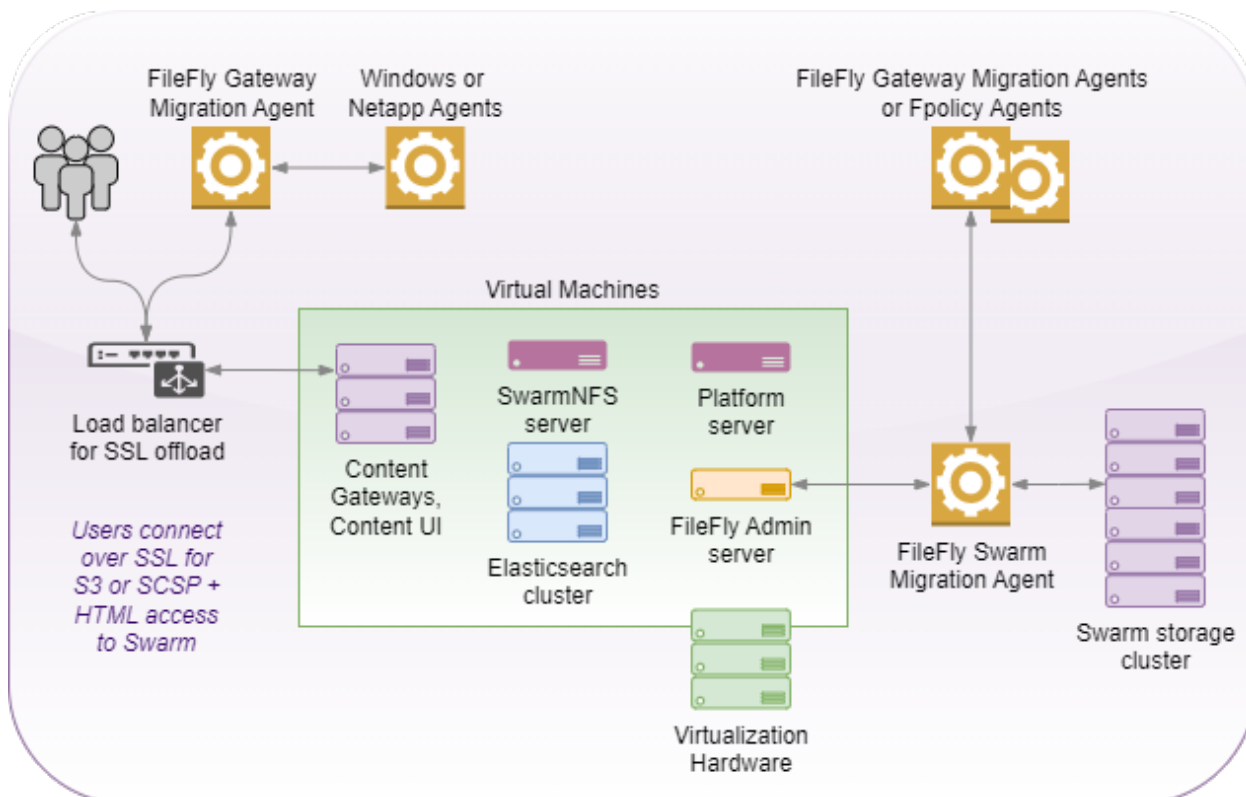 FileFly Gateway
Migration Agent
Windows or
Netapp Agents
FileFly Gateway Migration Agents
or Fpolicy Agents
Virtual Machines
Load balancer
for SSL offload
Users connect
over SSL for
S3 or SCSP +
HTML access
to Swarm
Content
Gateways,
Content UI
SwarmNFS
server
Elasticsearch
cluster
Platform
server
FileFly Admin
server
FileFly Swarm
Migration Agent
Swarm storage
cluster
Virtualization
Hardware